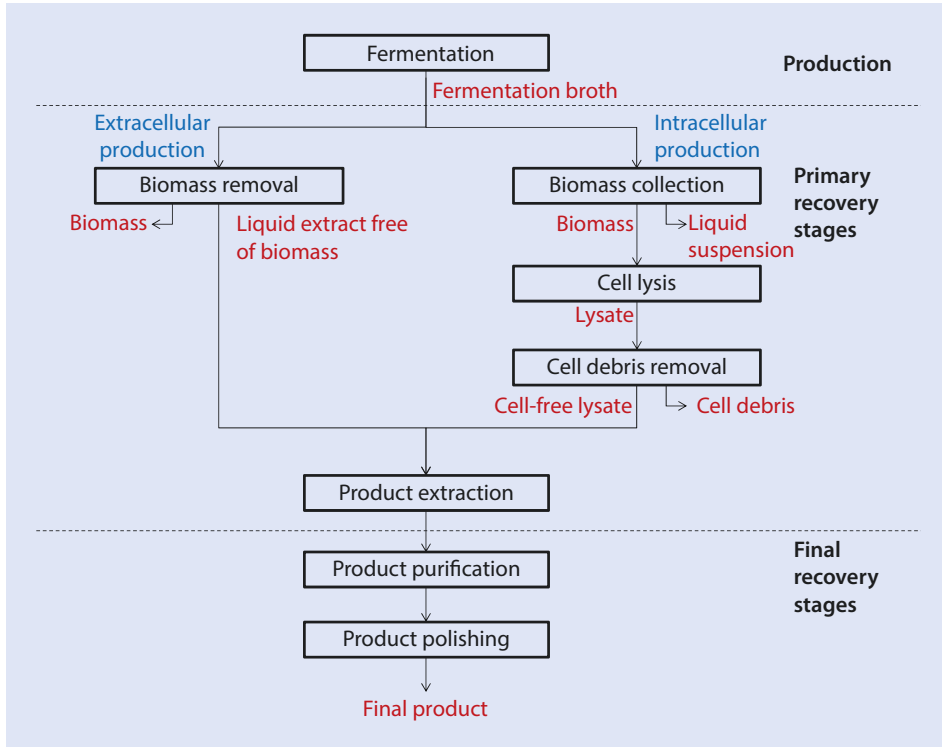 Fermentation
Production
Fermentation broth
Extracellular
production
Intracellular
production
Biomass removal
Biomass collection
Primary
recovery
stages
Biomass
Liquid extract free
of biomass
Biomass
Liquid
suspension
Cell lysis
Lysate
Cell debris removal
Cell-free lysate
Cell debris
Product extraction
Final
recovery
stages
Product purification
Product polishing
Final product